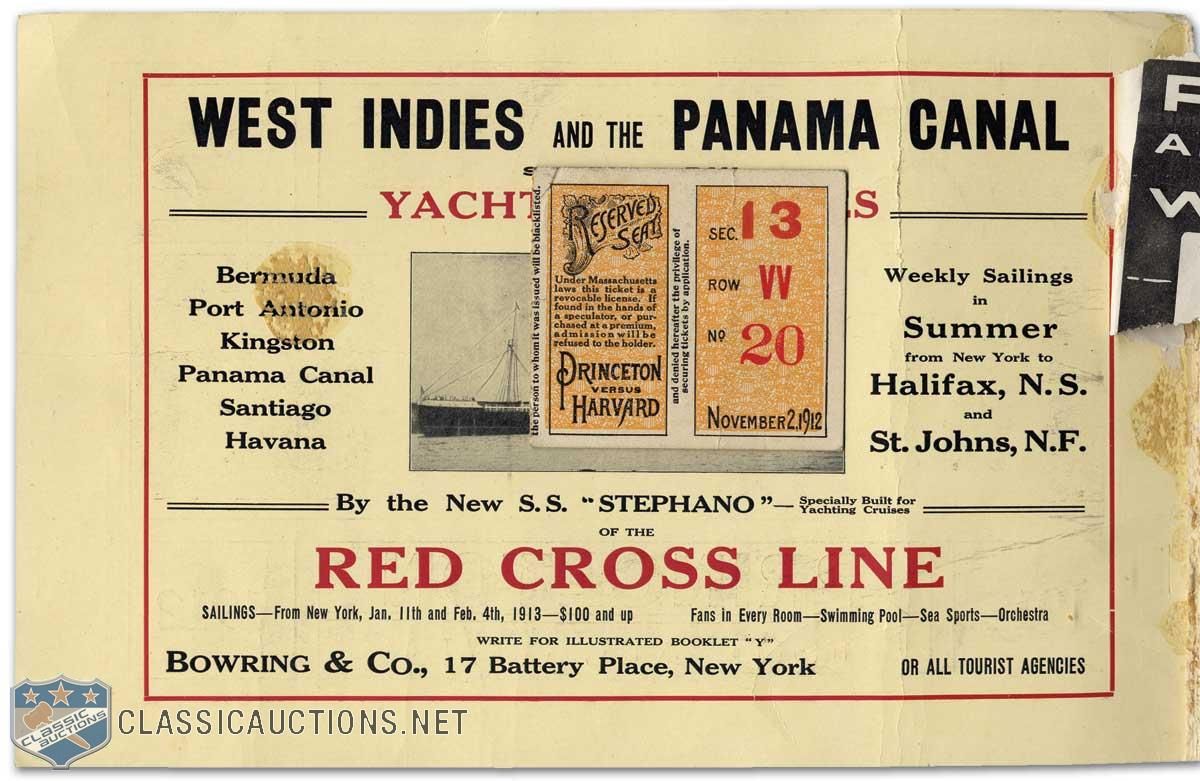 WEST INDIES AND THE PANAMA CANAL
YACHT
Bermuda
Port Antonio
Kingston
Panama Canal
Santiago
Havana
the person to whom it was issued will be blacklisted.
RESERVED
SEAT
Under Massachusetts
laws this ticket is a
revocable license. If
found in the hands of
a speculator, or pur-
chased at a premium,
admission will be
refused to the holder.
PRINCETON
VERSUS
HARVARD
and denied hereafter the privilege of
securing tickets by application.
SEC. 13
ROW VV
No 20
NOVEMBER 2, 1912
Weekly Sailings
in
Summer
from New York to
Halifax, N. S.
and
St. Johns, N.F.
By the New S. S. "STEPHANO"—Specially Built for
Yachting Cruises
OF THE
RED CROSS LINE
SAILINGS—From New York, Jan. 11th and Feb. 4th, 1913—$100 and up Fans in Every Room—Swimming Pool—Sea Sports—Orchestra
WRITE FOR ILLUSTRATED BOOKLET "Y"
BOWRING & CO., 17 Battery Place, New York OR ALL TOURIST AGENCIES
CLASSIC
AUCTIONS
CLASSICAUCTIONS.NET